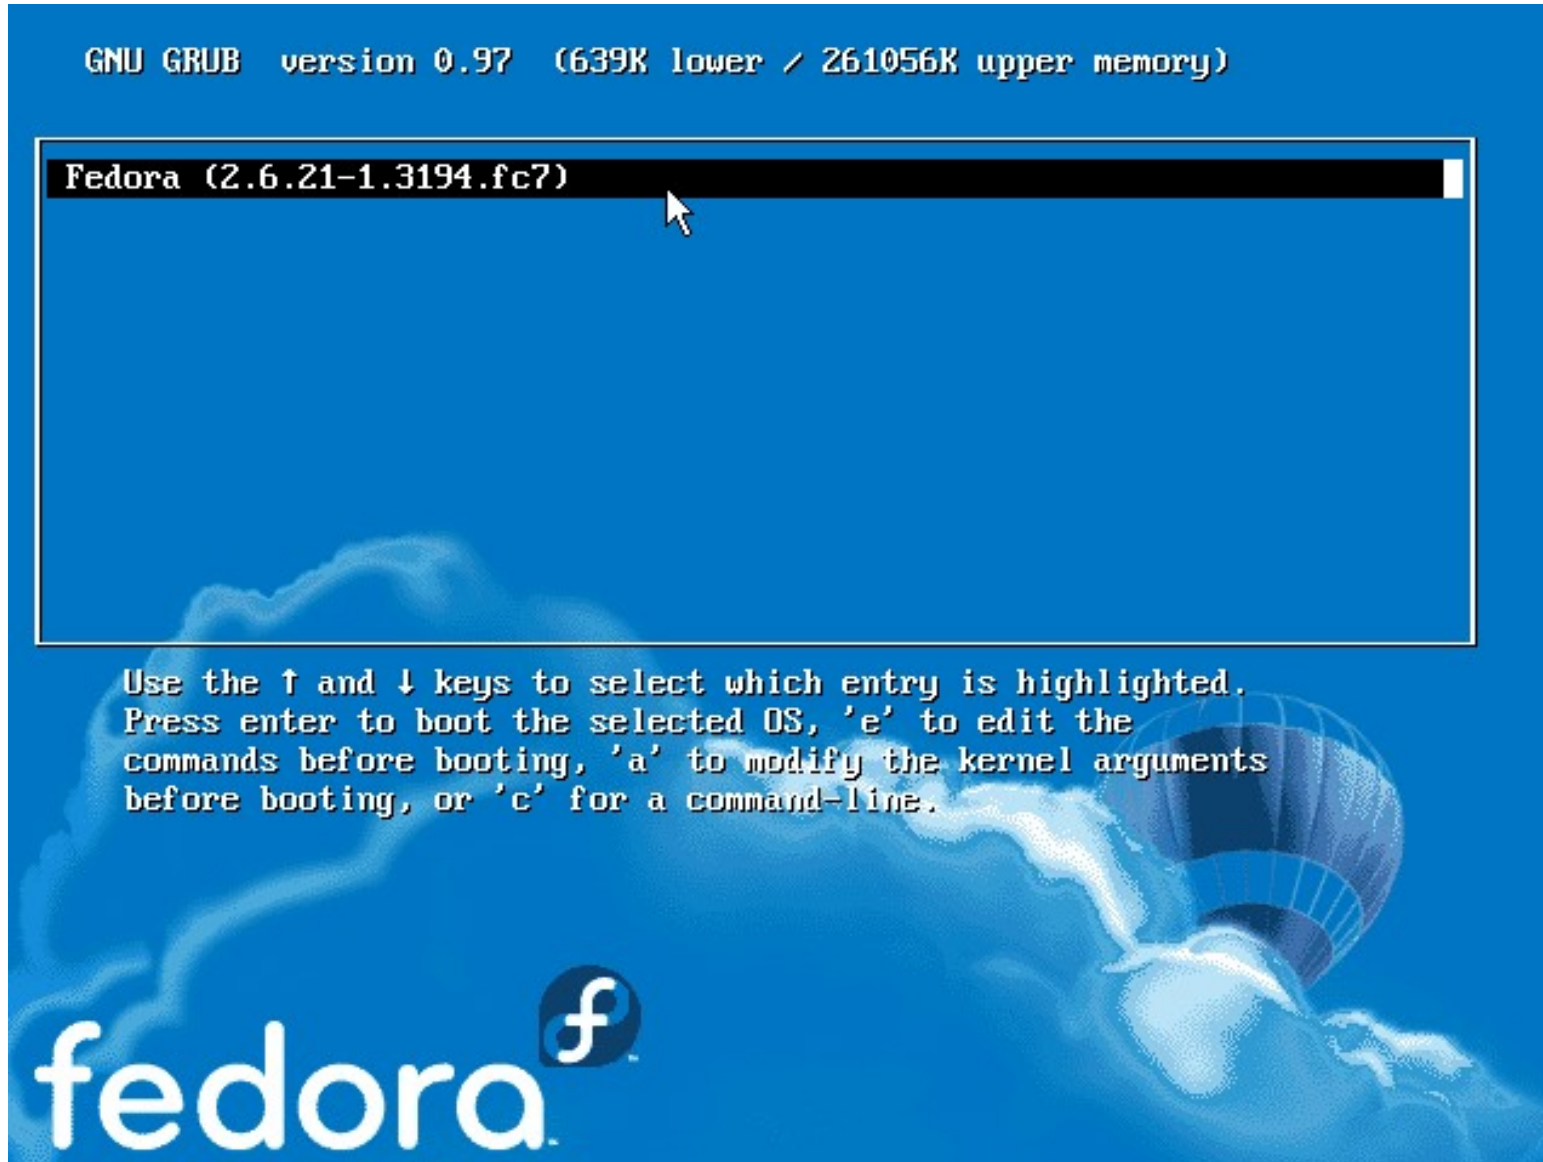 GNU GRUB version 0.97 (639K lower / 261056K upper memory)
Fedora (2.6.21-1.3194.fc7)
Use the ↑ and ↓ keys to select which entry is highlighted.
Press enter to boot the selected OS, 'e' to edit the
commands before booting, 'a' to modify the kernel arguments
before booting, or 'c' for a command-line.
fedora